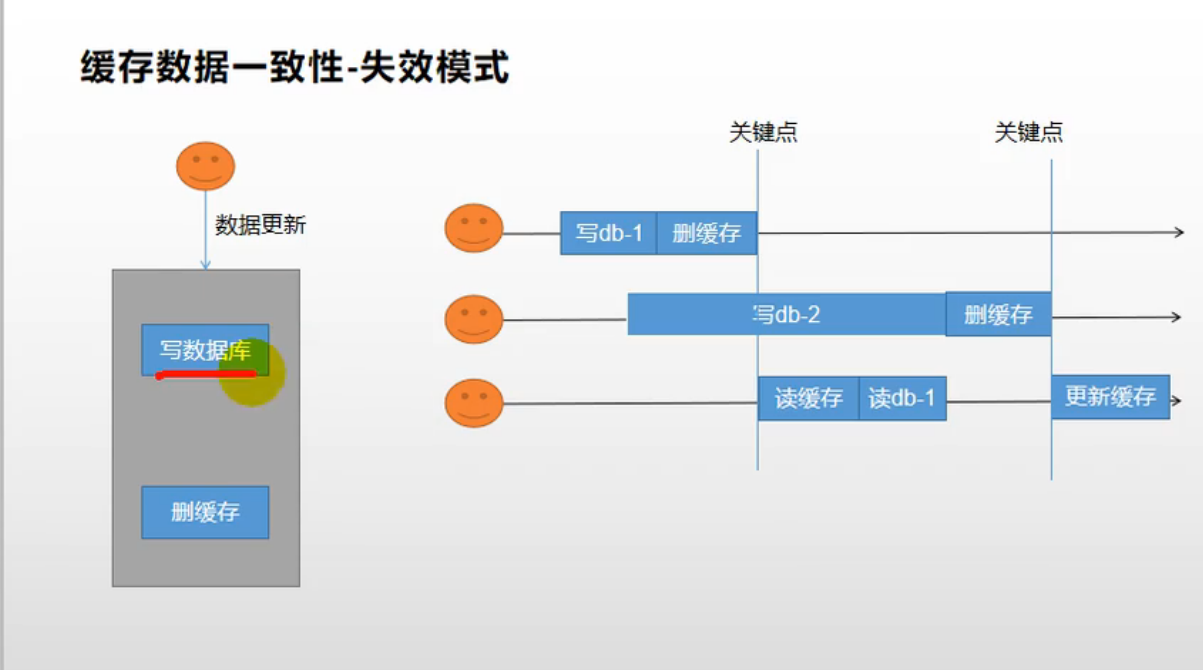 缓存数据一致性-失效模式
数据更新
写数据库
删缓存
关键点
关键点
写db-1
删缓存
写db-2
删缓存
读缓存
读db-1
更新缓存